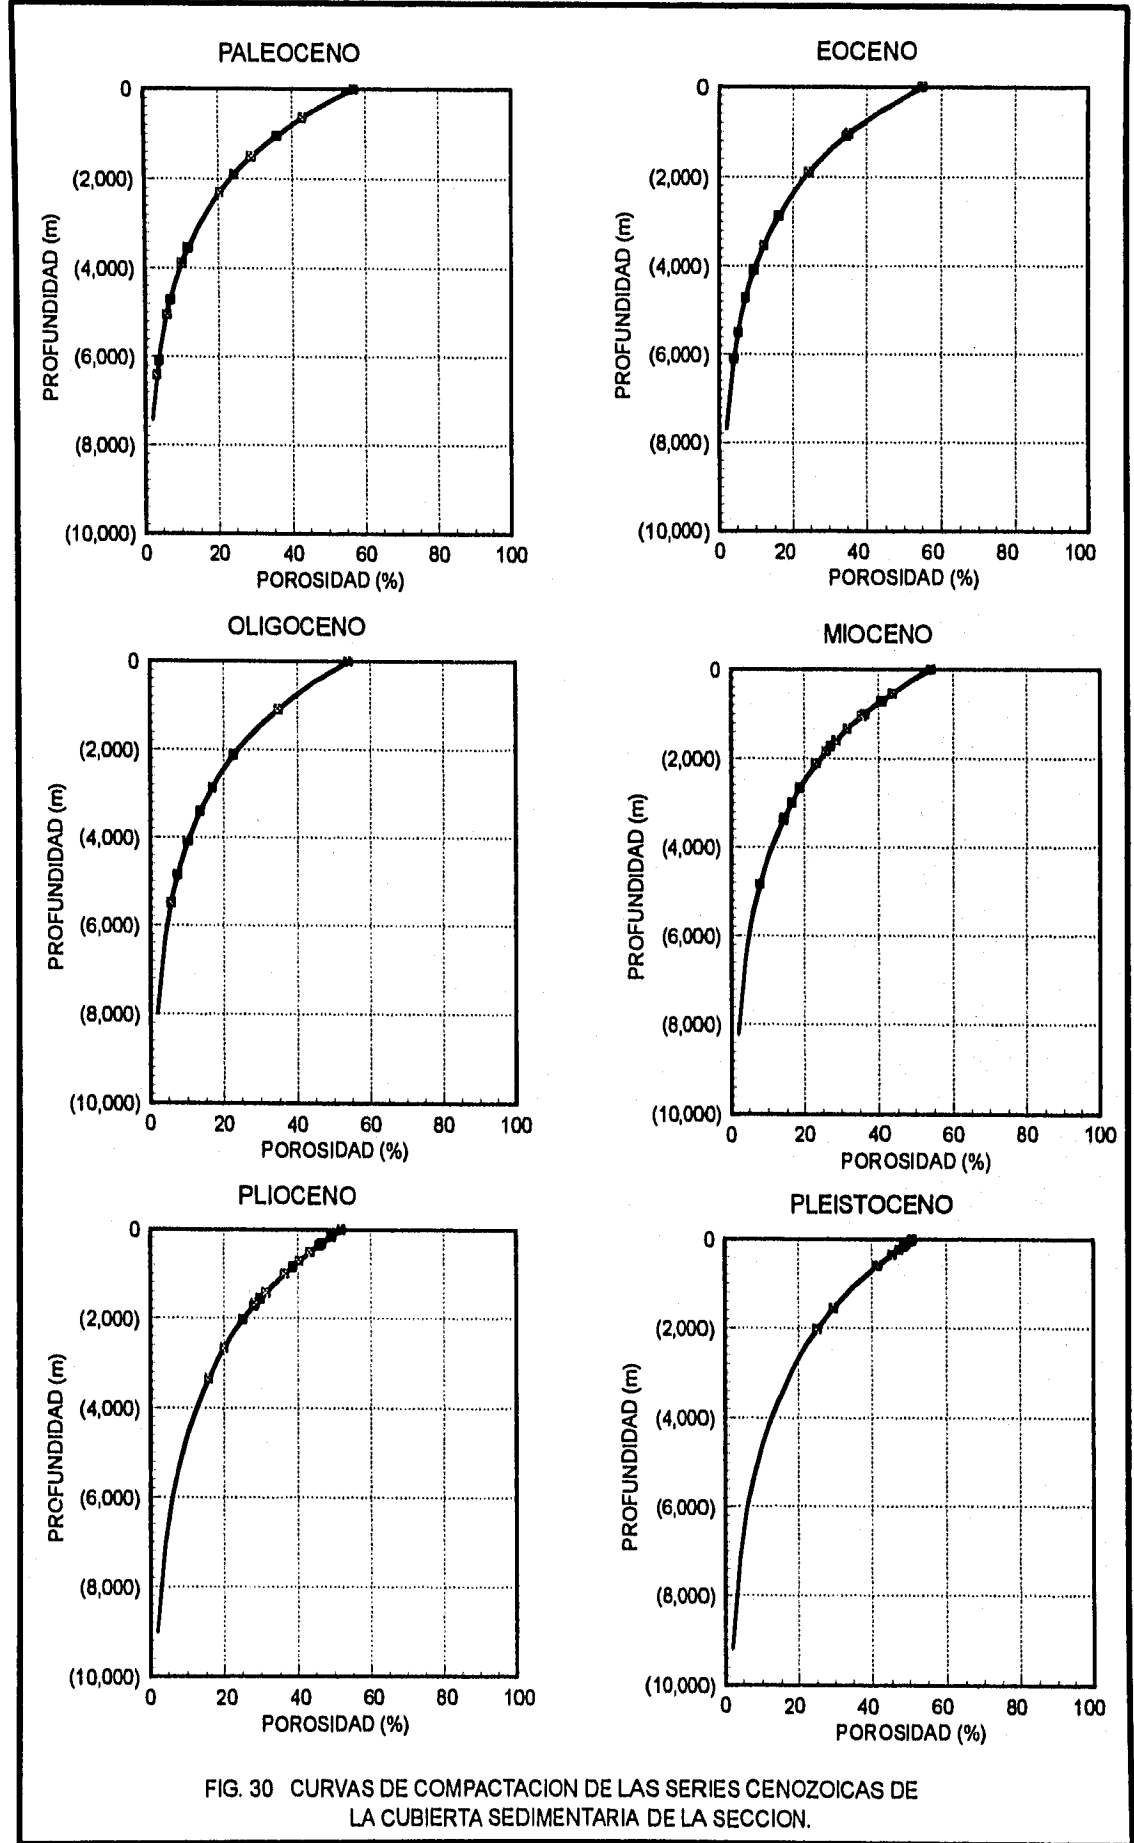 PALEOCENO
0
(2,000)
(4,000)
(6,000)
(8,000)
(10,000)
PROFUNDIDAD (m)
0 20 40 60 80 100
POROSIDAD (%)
EOCENO
0
(2,000)
(4,000)
(6,000)
(8,000)
(10,000)
PROFUNDIDAD (m)
0 20 40 60 80 100
POROSIDAD (%)
OLIGOCENO
0
(2,000)
(4,000)
(6,000)
(8,000)
(10,000)
PROFUNDIDAD (m)
0 20 40 60 80 100
POROSIDAD (%)
MIOCENO
0
(2,000)
(4,000)
(6,000)
(8,000)
(10,000)
PROFUNDIDAD (m)
0 20 40 60 80 100
POROSIDAD (%)
PLIOCENO
0
(2,000)
(4,000)
(6,000)
(8,000)
(10,000)
PROFUNDIDAD (m)
0 20 40 60 80 100
POROSIDAD (%)
PLEISTOCENO
0
(2,000)
(4,000)
(6,000)
(8,000)
(10,000)
PROFUNDIDAD (m)
0 20 40 60 80 100
POROSIDAD (%)
FIG. 30 CURVAS DE COMPACTACION DE LAS SERIES CENOZOICAS DE
LA CUBIERTA SEDIMENTARIA DE LA SECCION.